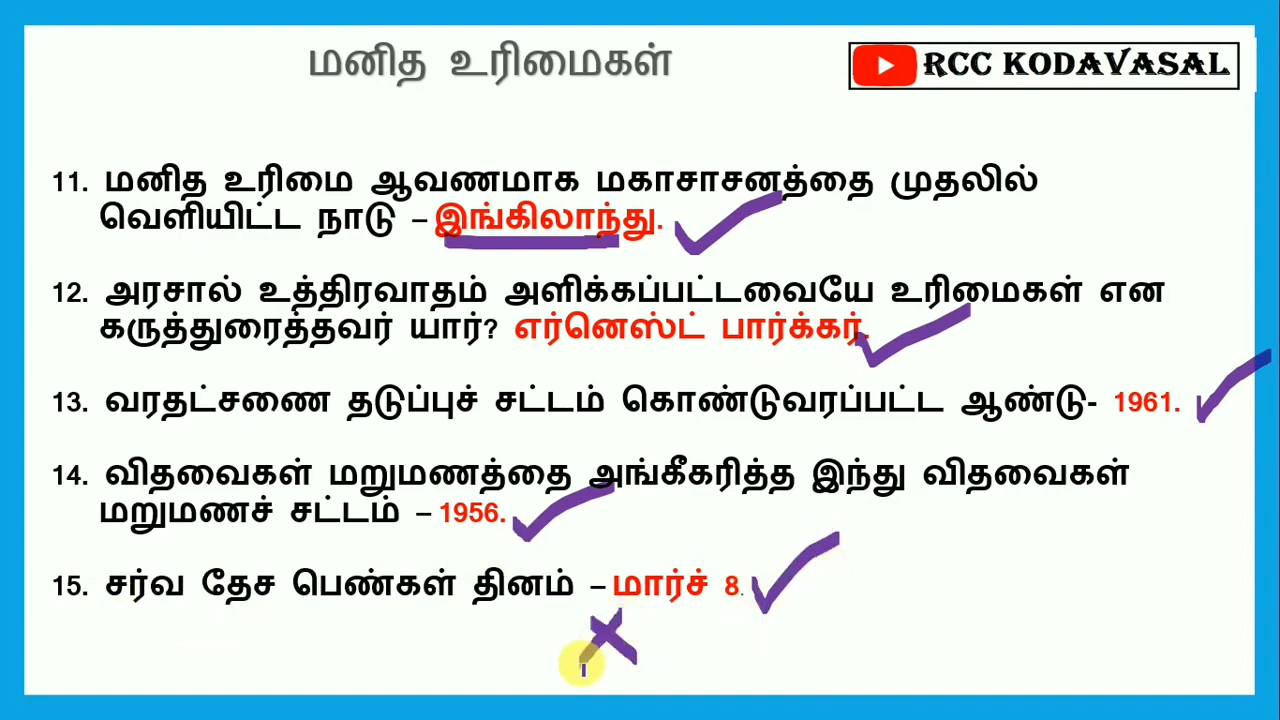 மனித உரிமைகள்
RCC KODAVASAL
11. மனித உரிமை ஆவணமாக மகாசாசனத்தை முதலில்
வெளியிட்ட நாடு – இங்கிலாந்து.
12. அரசால் உத்திரவாதம் அளிக்கப்பட்டவையே உரிமைகள் என
கருத்துரைத்தவர் யார்? எர்னெஸ்ட் பார்க்கர்.
13. வரதட்சணை தடுப்புச் சட்டம் கொண்டுவரப்பட்ட ஆண்டு- 1961.
14. விதவைகள் மறுமணத்தை அங்கீகரித்த இந்து விதவைகள்
மறுமணச் சட்டம் – 1956.
15. சர்வ தேச பெண்கள் தினம் – மார்ச் 8.